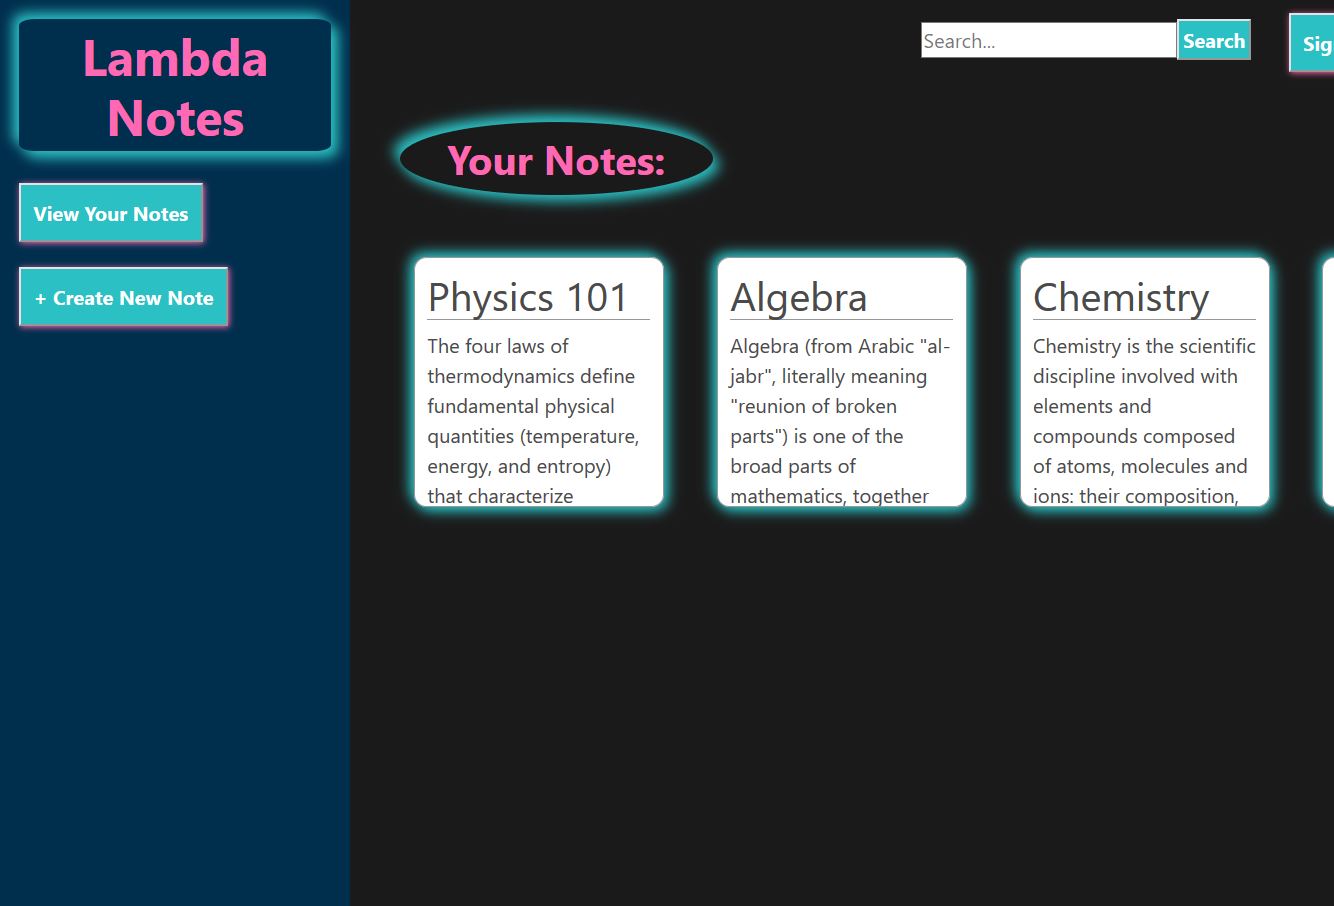 Lambda
Notes
View Your Notes
+ Create New Note
Search...
Search
Sig
Your Notes:
Physics 101
The four laws of
thermodynamics define
fundamental physical
quantities (temperature,
energy, and entropy)
that characterize
Algebra
Algebra (from Arabic "al-
jabr", literally meaning
"reunion of broken
parts") is one of the
broad parts of
mathematics, together
Chemistry
Chemistry is the scientific
discipline involved with
elements and
compounds composed
of atoms, molecules and
ions: their composition,